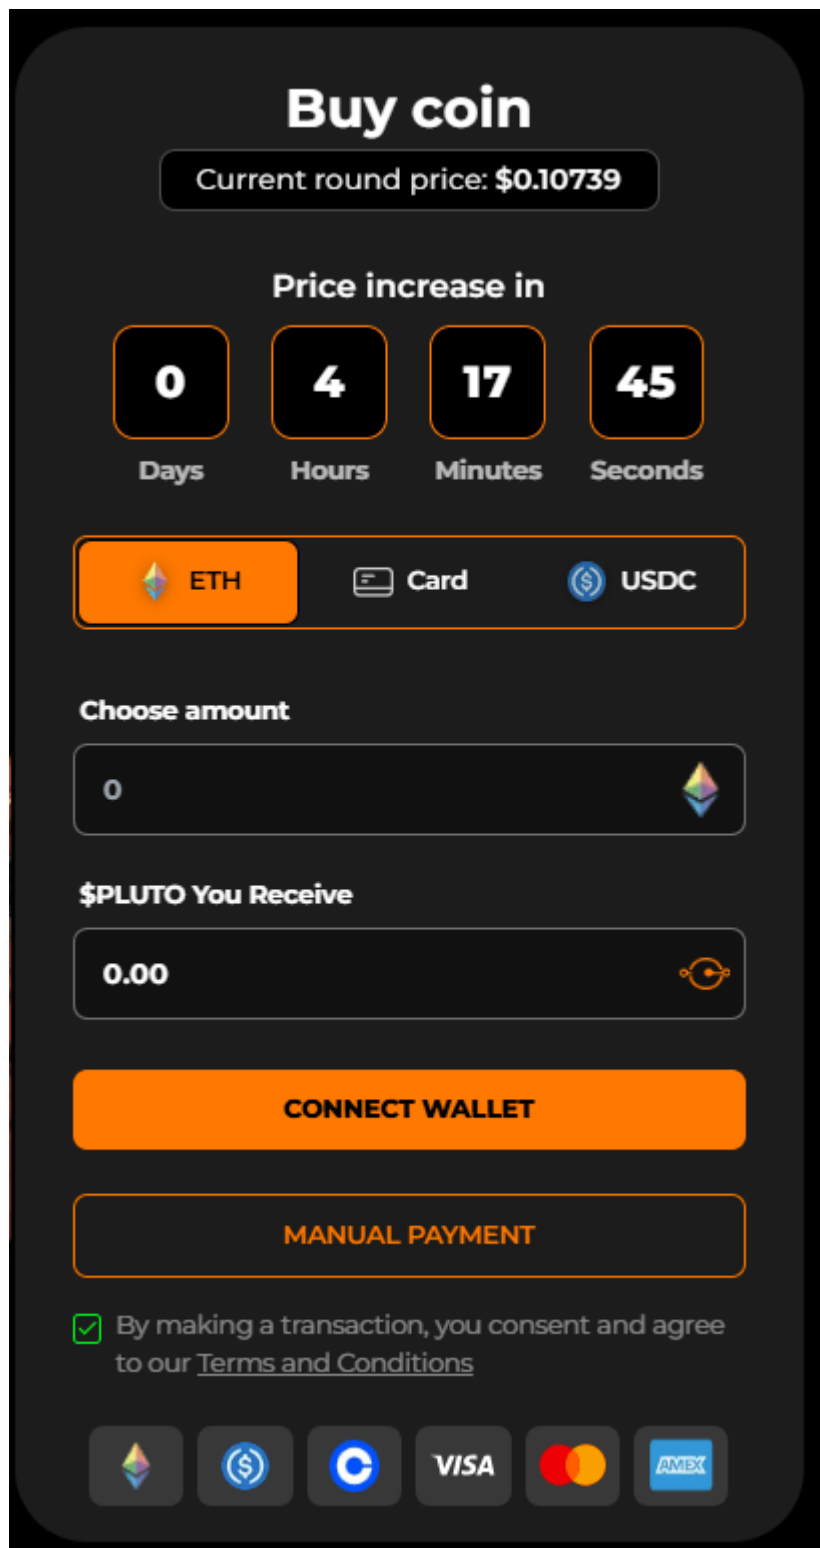 Buy coin
Current round price: $0.10739
Price increase in
0 4 17 45
Days Hours Minutes Seconds
ETH Card USDC
Choose amount
0
$PLUTO You Receive
0.00
CONNECT WALLET
MANUAL PAYMENT
By making a transaction, you consent and agree
to our Terms and Conditions
VISA AMEX